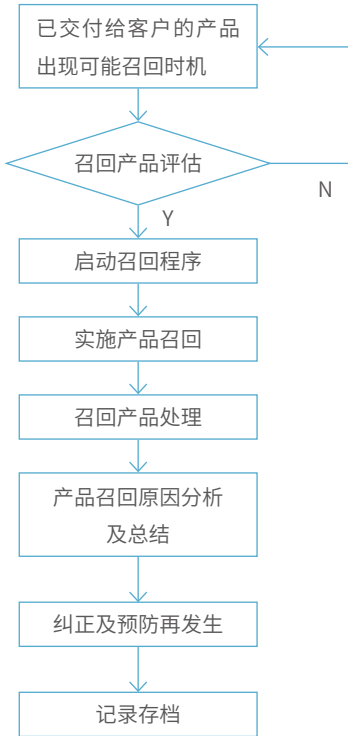 已交付给客户的产品
出现可能召回时机
召回产品评估
N
Y
启动召回程序
实施产品召回
召回产品处理
产品召回原因分析
及总结
纠正及预防再发生
记录存档